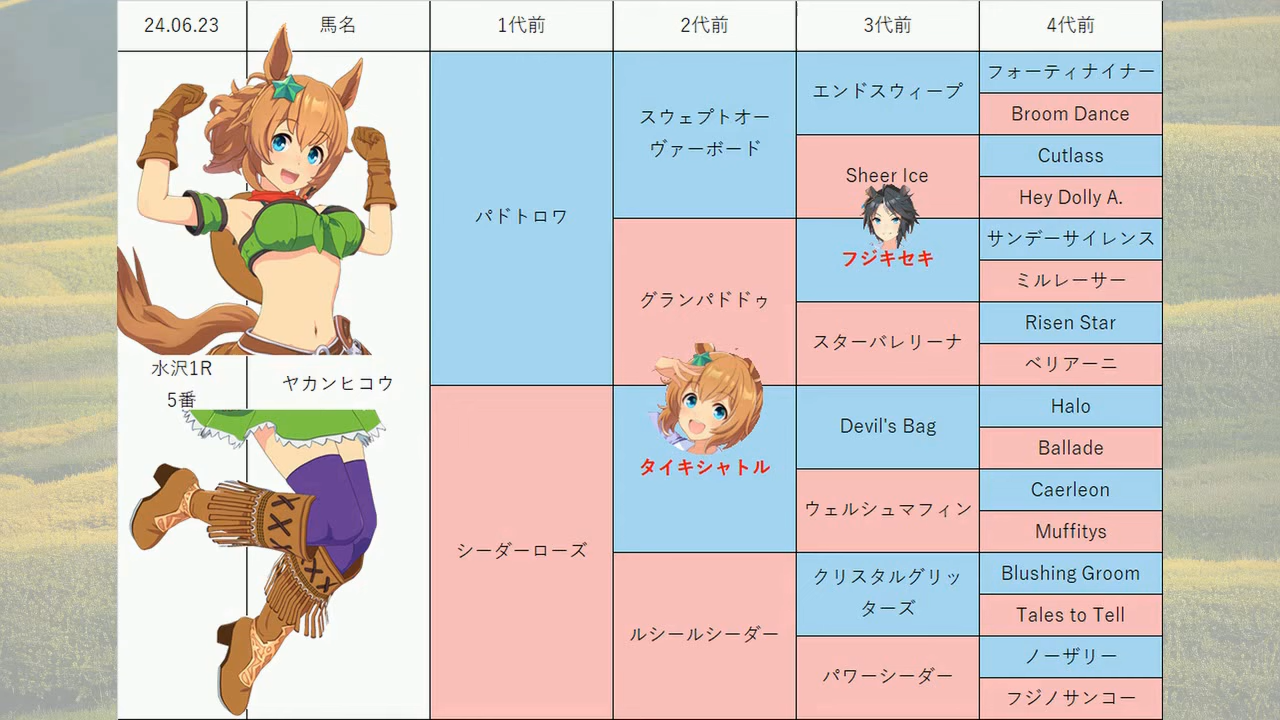 24.06.23
馬名
1代前
2代前
3代前
4代前
水沢1R
5番
ヤカンヒコウ
パドトロワ
シーダーローズ
スウェプトオー
ヴァーボード
グランパドドゥ
タイキシャトル
ルシールシーダー
エンドスウィープ
Sheer Ice
フジキセキ
スターバレリーナ
Devil's Bag
ウェルシュマフィン
クリスタルグリッ
ターズ
パワーシーダー
フォーティナイナー
Broom Dance
Cutlass
Hey Dolly A.
サンデーサイレンス
ミルレーサー
Risen Star
ベリアーニ
Halo
Ballade
Caerleon
Muffitys
Blushing Groom
Tales to Tell
ノーザリー
フジノサンコー